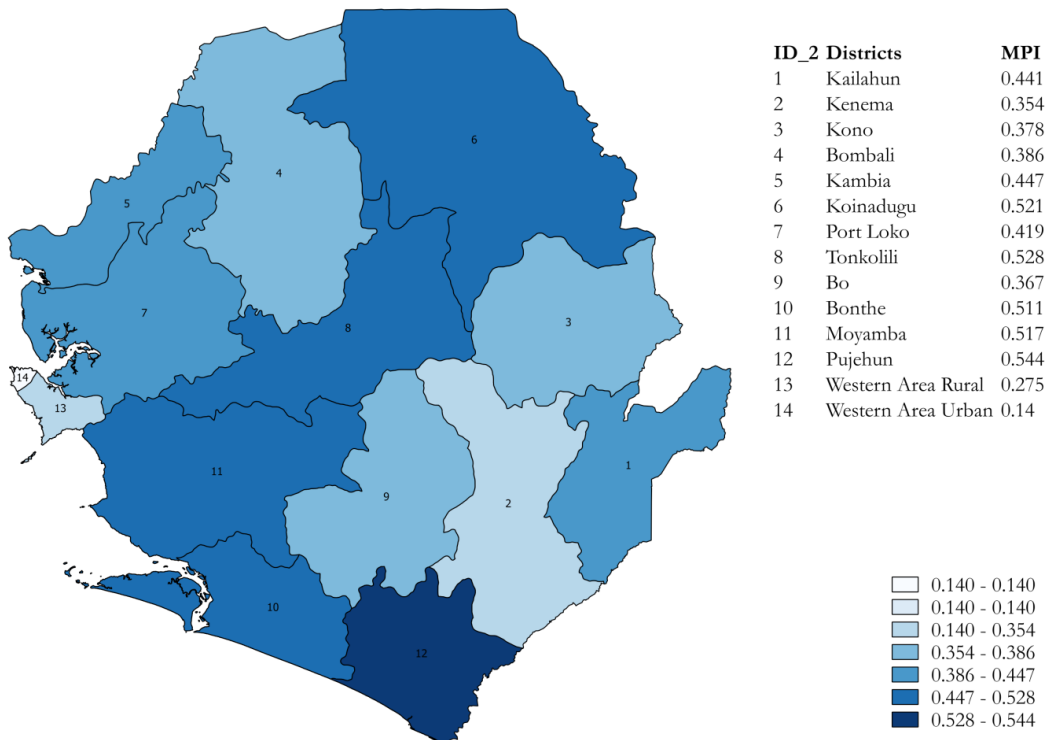 ID_2 Districts MPI
1 Kailahun 0.441
2 Kenema 0.354
3 Kono 0.378
4 Bombali 0.386
5 Kambia 0.447
6 Koinadugu 0.521
7 Port Loko 0.419
8 Tonkolili 0.528
9 Bo 0.367
10 Bonthe 0.511
11 Moyamba 0.517
12 Pujehun 0.544
13 Western Area Rural 0.275
14 Western Area Urban 0.14
6
4
5
7
3
8
14
13
1
11
9
2
10
12
0.140 - 0.140
0.140 - 0.140
0.140 - 0.354
0.354 - 0.386
0.386 - 0.447
0.447 - 0.528
0.528 - 0.544